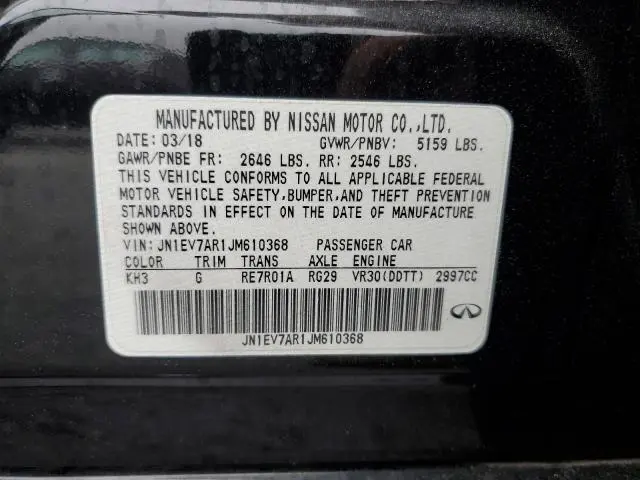 MANUFACTURED BY NISSAN MOTOR CO.,LTD.
DATE: 03/18 GVWR/PNBV: 5159 LBS.
GAWR/PNBE FR: 2646 LBS. RR: 2546 LBS.
THIS VEHICLE CONFORMS TO ALL APPLICABLE FEDERAL
MOTOR VEHICLE SAFETY,BUMPER,AND THEFT PREVENTION
STANDARDS IN EFFECT ON THE DATE OF MANUFACTURE
SHOWN ABOVE.
VIN: JN1EV7AR1JM610368 PASSENGER CAR
COLOR TRIM TRANS AXLE ENGINE
KH3 G RE7R01A RG29 VR30(DDTT) 2997CC
JN1EV7AR1JM610368